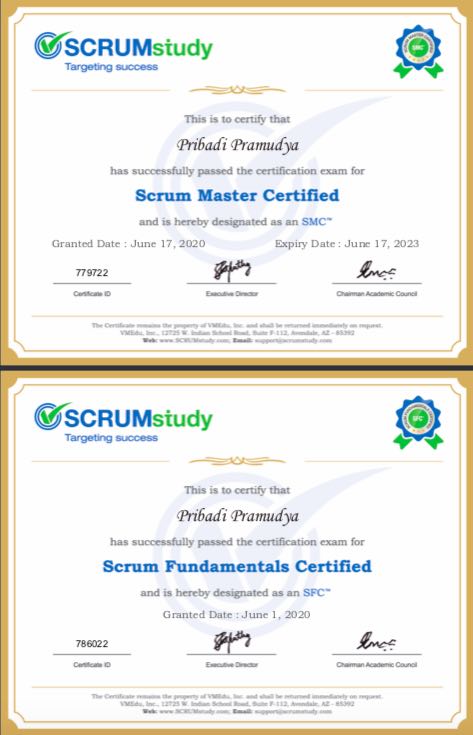 SCRUMstudy
Targeting success
SMC
This is to certify that
Pribadi Pramudya
has successfully passed the certification exam for
Scrum Master Certified
and is hereby designated as an SMC™
Granted Date : June 17, 2020 Expiry Date : June 17, 2023
779722
Certificate ID Executive Director Chairman Academic Council
The Certificate remains the property of VMEdu, Inc. and shall be returned immediately on request.
VMEdu, Inc., 12725 W. Indian School Road, Suite F-112, Avondale, AZ - 85392
Web: www.SCRUMstudy.com; Email: support@scrumstudy.com
SCRUMstudy
Targeting success
SFC
This is to certify that
Pribadi Pramudya
has successfully passed the certification exam for
Scrum Fundamentals Certified
and is hereby designated as an SFC™
Granted Date : June 1, 2020
786022
Certificate ID Executive Director Chairman Academic Council
The Certificate remains the property of VMEdu, Inc. and shall be returned immediately on request.
VMEdu, Inc., 12725 W. Indian School Road, Suite F-112, Avondale, AZ - 85392
Web: www.SCRUMstudy.com; Email: support@scrumstudy.com